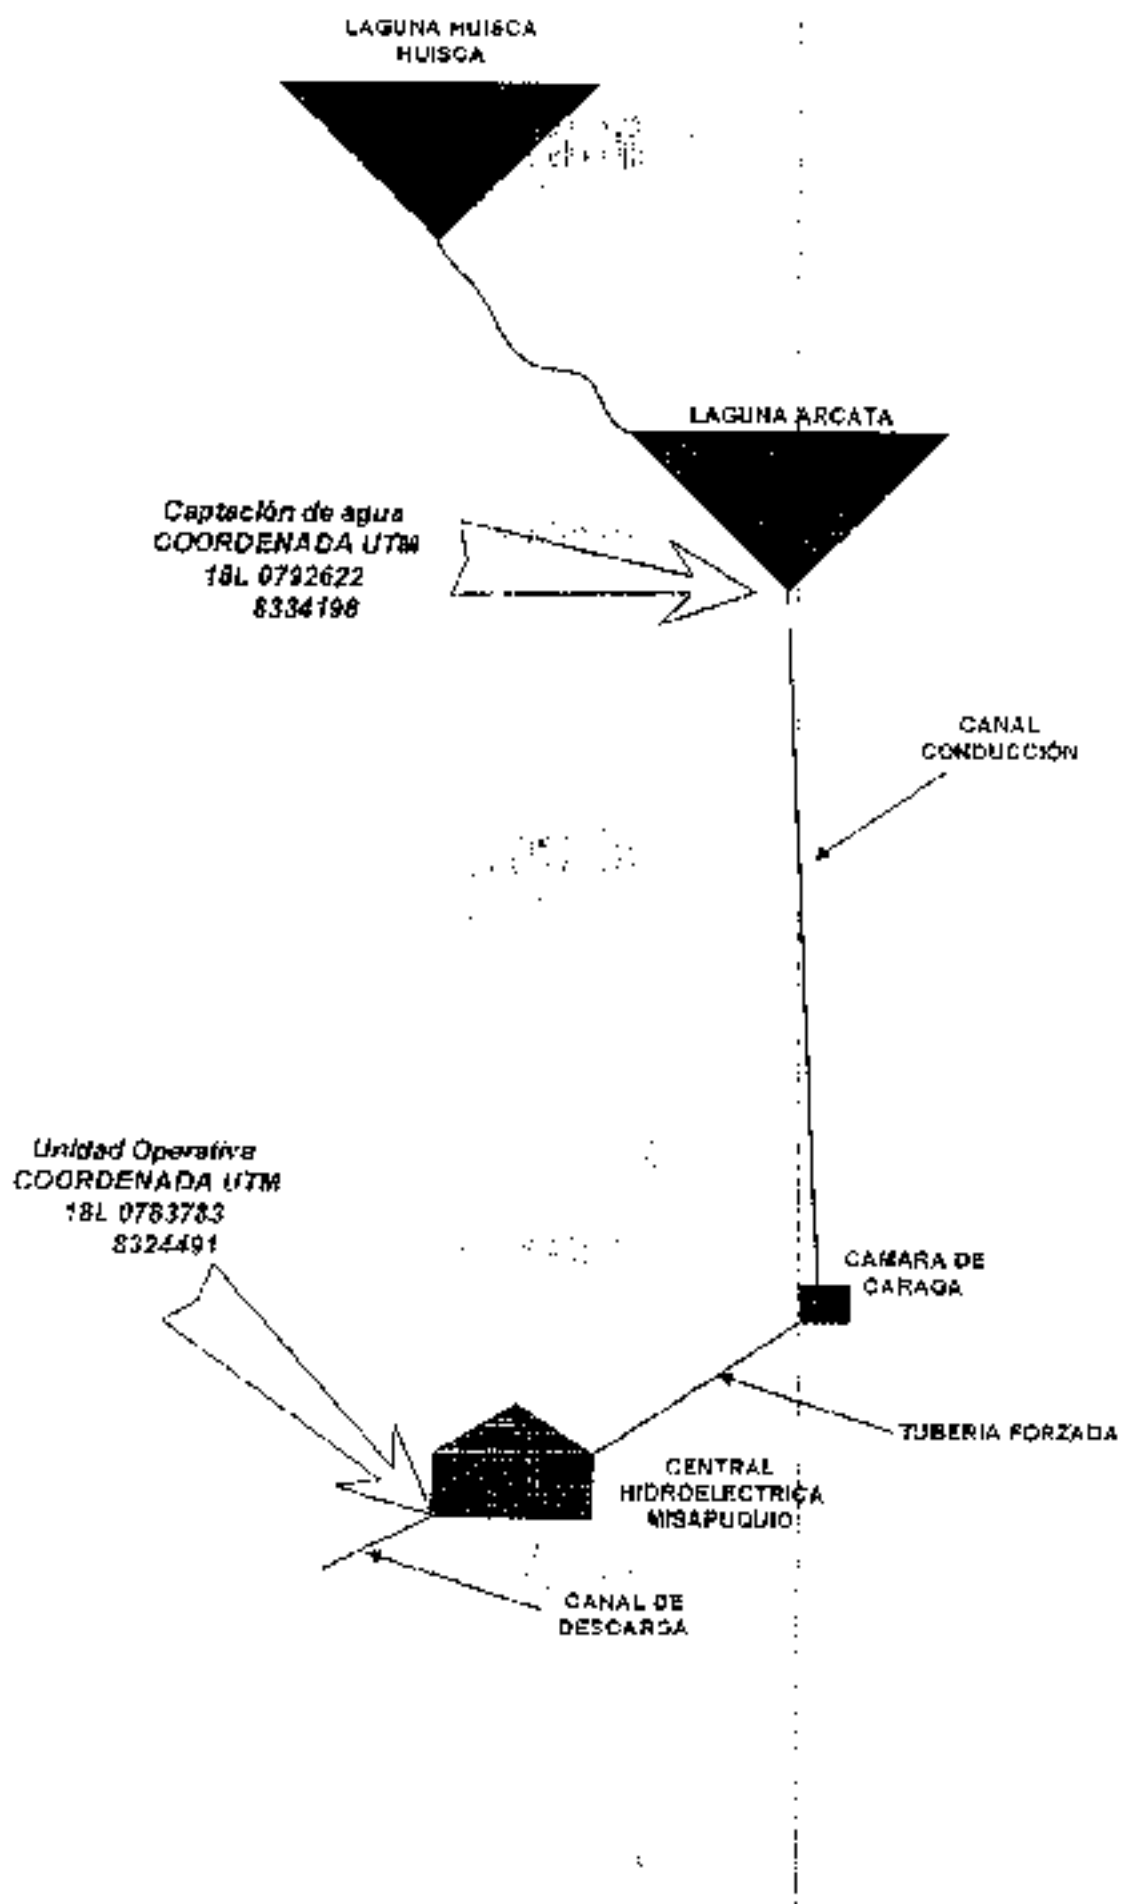 LAGUNA HUISCA
HUISCA
LAGUNA ARCATA
Captación de agua
COORDENADA UTM
18L 0792622
8334198
CANAL
CONDUCCIÓN
Unidad Operativa
COORDENADA UTM
18L 0783783
8324491
CAMARA DE
CARAGA
TUBERIA FORZADA
CENTRAL
HIDROELECTRICA
MISAPUQUIO
CANAL DE
DESCARGA